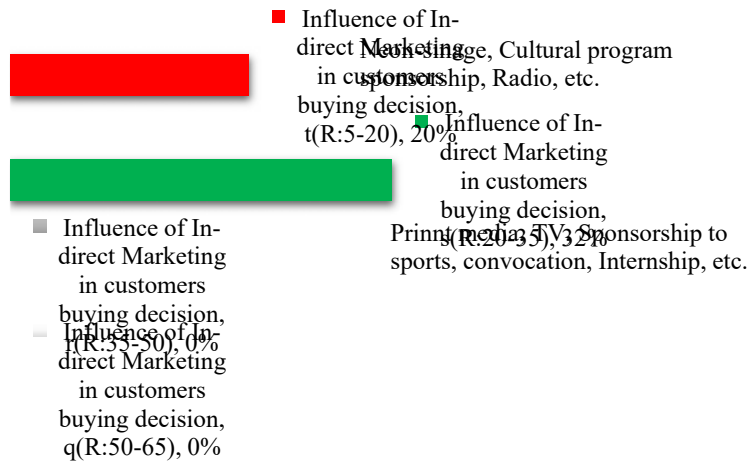 Influence of In-
direct Marketing
in customers
buying decision,
t(R:5-20), 20%
Neon-sinage, Cultural program
sponsorship, Radio, etc.
Influence of In-
direct Marketing
in customers
buying decision,
s(R:20-35), 32%
Prinnt media, TV, Sponsorship to
sports, convocation, Internship, etc.
Influence of In-
direct Marketing
in customers
buying decision,
r(R:35-50), 0%
Influence of In-
direct Marketing
in customers
buying decision,
q(R:50-65), 0%